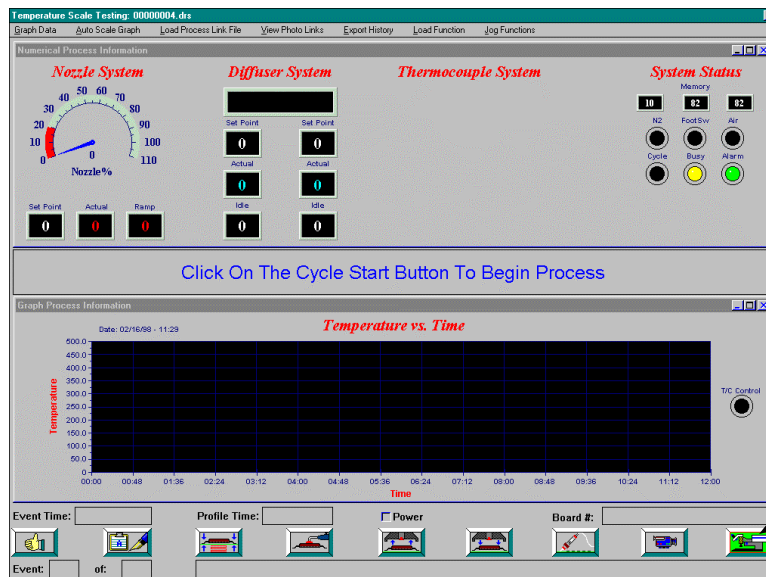 Temperature Scale Testing: 00000004.drs
Graph Data Auto Scale Graph Load Process Link File View Photo Links Export History Load Function Jog Functions
Numerical Process Information
Nozzle System Diffuser System Thermocouple System System Status
Memory
10 82 82
N2 FootSw Air
Cycle Busy Alarm
0 10 20 30 40 50 60 70 80 90 100 110
0
Nozzle%
Set Point Set Point
0 0
Actual Actual
0 0
Idle Idle
0 0
Set Point Actual Ramp
0 0 0
Click On The Cycle Start Button To Begin Process
Graph Process Information
Date: 02/16/98 - 11:29
Temperature vs. Time
500.0
450.0
400.0
350.0
300.0
250.0
200.0
150.0
100.0
50.0
0
Temperature
T/C Control
00:00 00:48 01:36 02:24 03:12 04:00 04:48 05:36 06:24 07:12 08:00 08:48 09:36 10:24 11:12 12:00
Time
Event Time: Profile Time: Power Board #:
A
Event: of: